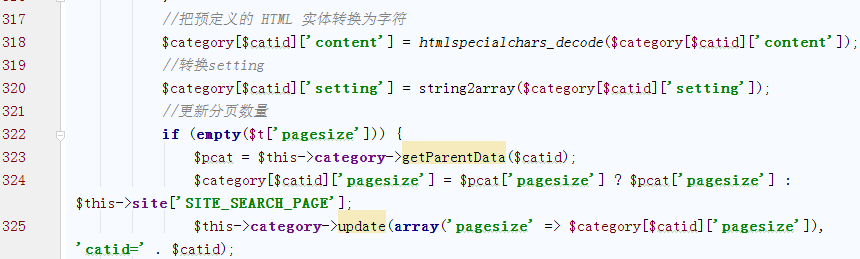 317 //把预定义的 HTML 实体转换为字符
318 $category[$catid]['content'] = htmlspecialchars_decode($category[$catid]['content']);
319 //转换setting
320 $category[$catid]['setting'] = string2array($category[$catid]['setting']);
321 //更新分页数量
322 if (empty($t['pagesize'])) {
323 $pcat = $this->category->getParentData($catid);
324 $category[$catid]['pagesize'] = $pcat['pagesize'] ? $pcat['pagesize'] :
$this->site['SITE_SEARCH_PAGE'];
325 $this->category->update(array('pagesize' => $category[$catid]['pagesize']),
'catid=' . $catid);